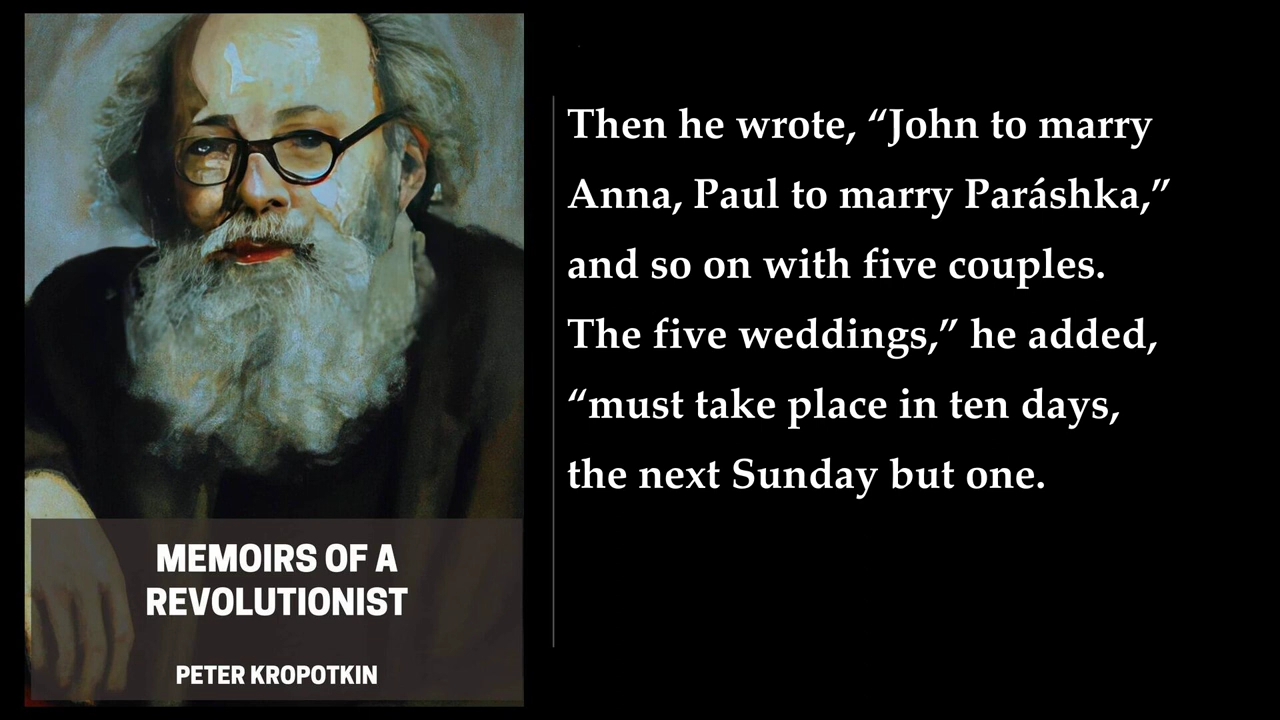 Then he wrote, “John to marry
Anna, Paul to marry Paráshka,”
and so on with five couples.
The five weddings,” he added,
“must take place in ten days,
the next Sunday but one.
MEMOIRS OF A
REVOLUTIONIST
PETER KROPOTKIN